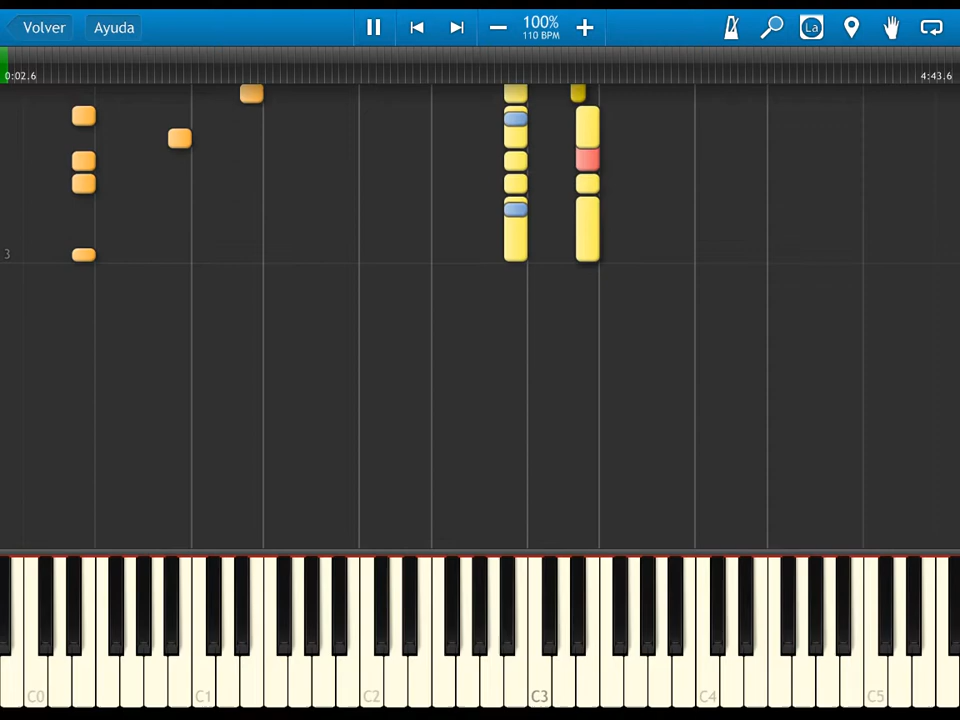 Volver
Ayuda
100%
110 BPM
La
0:02.6
4:43.6
3
C0
C1
C2
C3
C4
C5